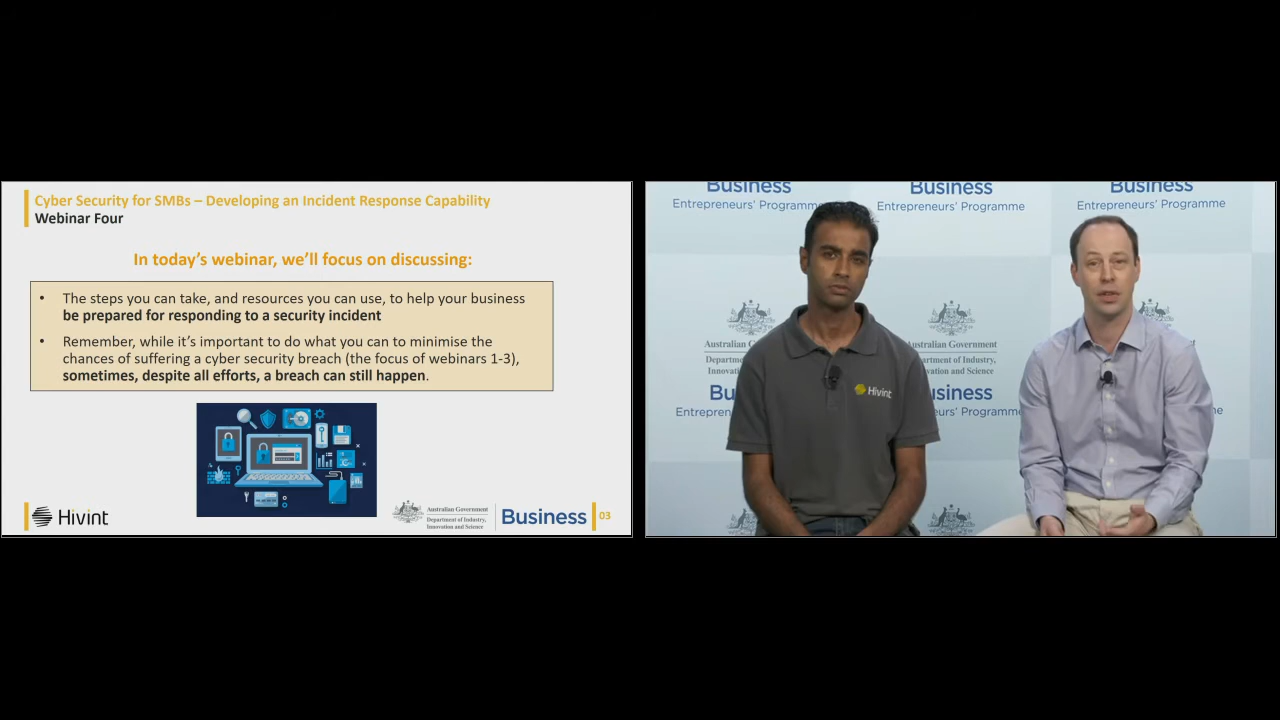 Cyber Security for SMBs – Developing an Incident Response Capability
Webinar Four
In today's webinar, we'll focus on discussing:
• The steps you can take, and resources you can use, to help your business
be prepared for responding to a security incident
• Remember, while it's important to do what you can to minimise the
chances of suffering a cyber security breach (the focus of webinars 1-3),
sometimes, despite all efforts, a breach can still happen.
Hivint
Australian Government
Department of Industry,
Innovation and Science
Business
03
Business
Entrepreneurs' Programme
Business
Entrepreneurs' Programme
Business
Entrepreneurs' Programme
Australian Government
Department of Industry,
Innovation and Science
Business
Hivint